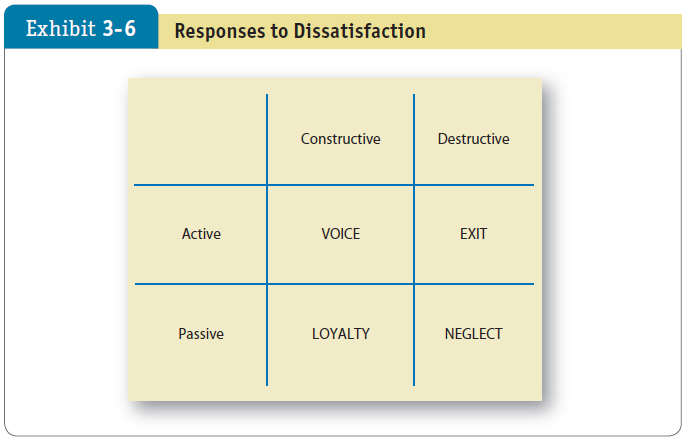 Exhibit 3-6
Responses to Dissatisfaction
Constructive
Destructive
Active
VOICE
EXIT
Passive
LOYALTY
NEGLECT